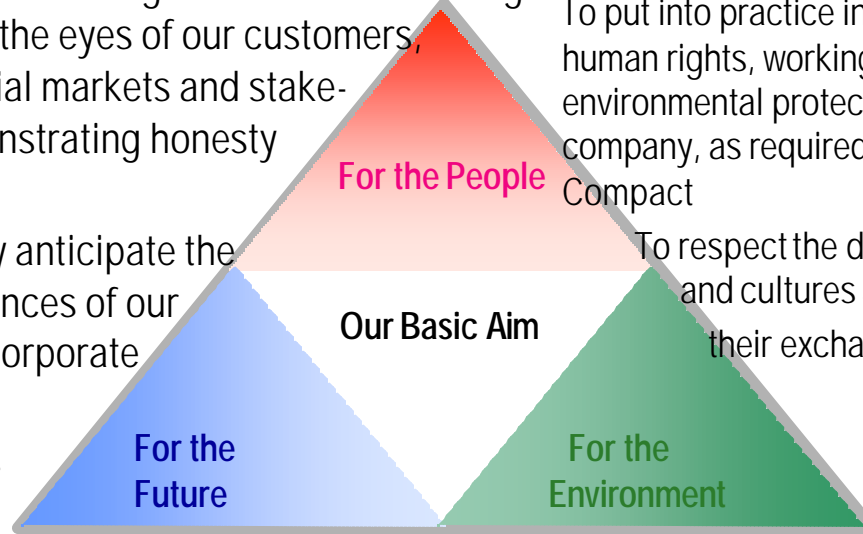 the eyes of our customers,
ial markets and stake-
nstrating honesty
y anticipate the
nces of our
orporate
To put into practice in
human rights, working
environmental protec
company, as required
Compact
To respect the d
and cultures
their excha
For the People
Our Basic Aim
For the
Future
For the
Environment